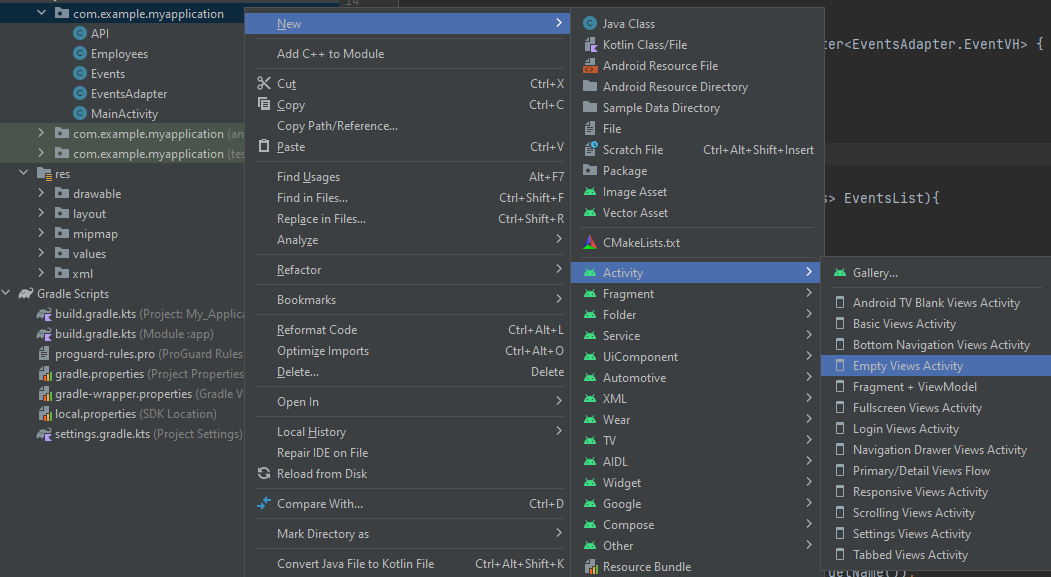 com.example.myapplication
API
Employees
Events
EventsAdapter
MainActivity
com.example.myapplication (an
com.example.myapplication (tes
res
drawable
layout
mipmap
values
xml
Gradle Scripts
build.gradle.kts (Project: My_Applica
build.gradle.kts (Module :app)
proguard-rules.pro (ProGuard Rules
gradle.properties (Project Properties
gradle-wrapper.properties (Gradle V
local.properties (SDK Location)
settings.gradle.kts (Project Settings)
New
Add C++ to Module
Cut Ctrl+X
Copy Ctrl+C
Copy Path/Reference...
Paste Ctrl+V
Find Usages Alt+F7
Find in Files... Ctrl+Shift+F
Replace in Files... Ctrl+Shift+R
Analyze
Refactor
Bookmarks
Reformat Code Ctrl+Alt+L
Optimize Imports Ctrl+Alt+O
Delete... Delete
Open In
Local History
Repair IDE on File
Reload from Disk
Compare With... Ctrl+D
Mark Directory as
Convert Java File to Kotlin File Ctrl+Alt+Shift+K
14
Java Class
Kotlin Class/File
Android Resource File
Android Resource Directory
Sample Data Directory
File
Scratch File Ctrl+Alt+Shift+Insert
Package
Image Asset
Vector Asset
CMakeLists.txt
Activity
Fragment
Folder
Service
UiComponent
Automotive
XML
Wear
TV
AIDL
Widget
Google
Compose
Other
Resource Bundle
ter<EventsAdapter.EventVH> {
s> EventsList){
Gallery...
Android TV Blank Views Activity
Basic Views Activity
Bottom Navigation Views Activity
Empty Views Activity
Fragment + ViewModel
Fullscreen Views Activity
Login Views Activity
Navigation Drawer Views Activity
Primary/Detail Views Flow
Responsive Views Activity
Scrolling Views Activity
Settings Views Activity
Tabbed Views Activity
getName());